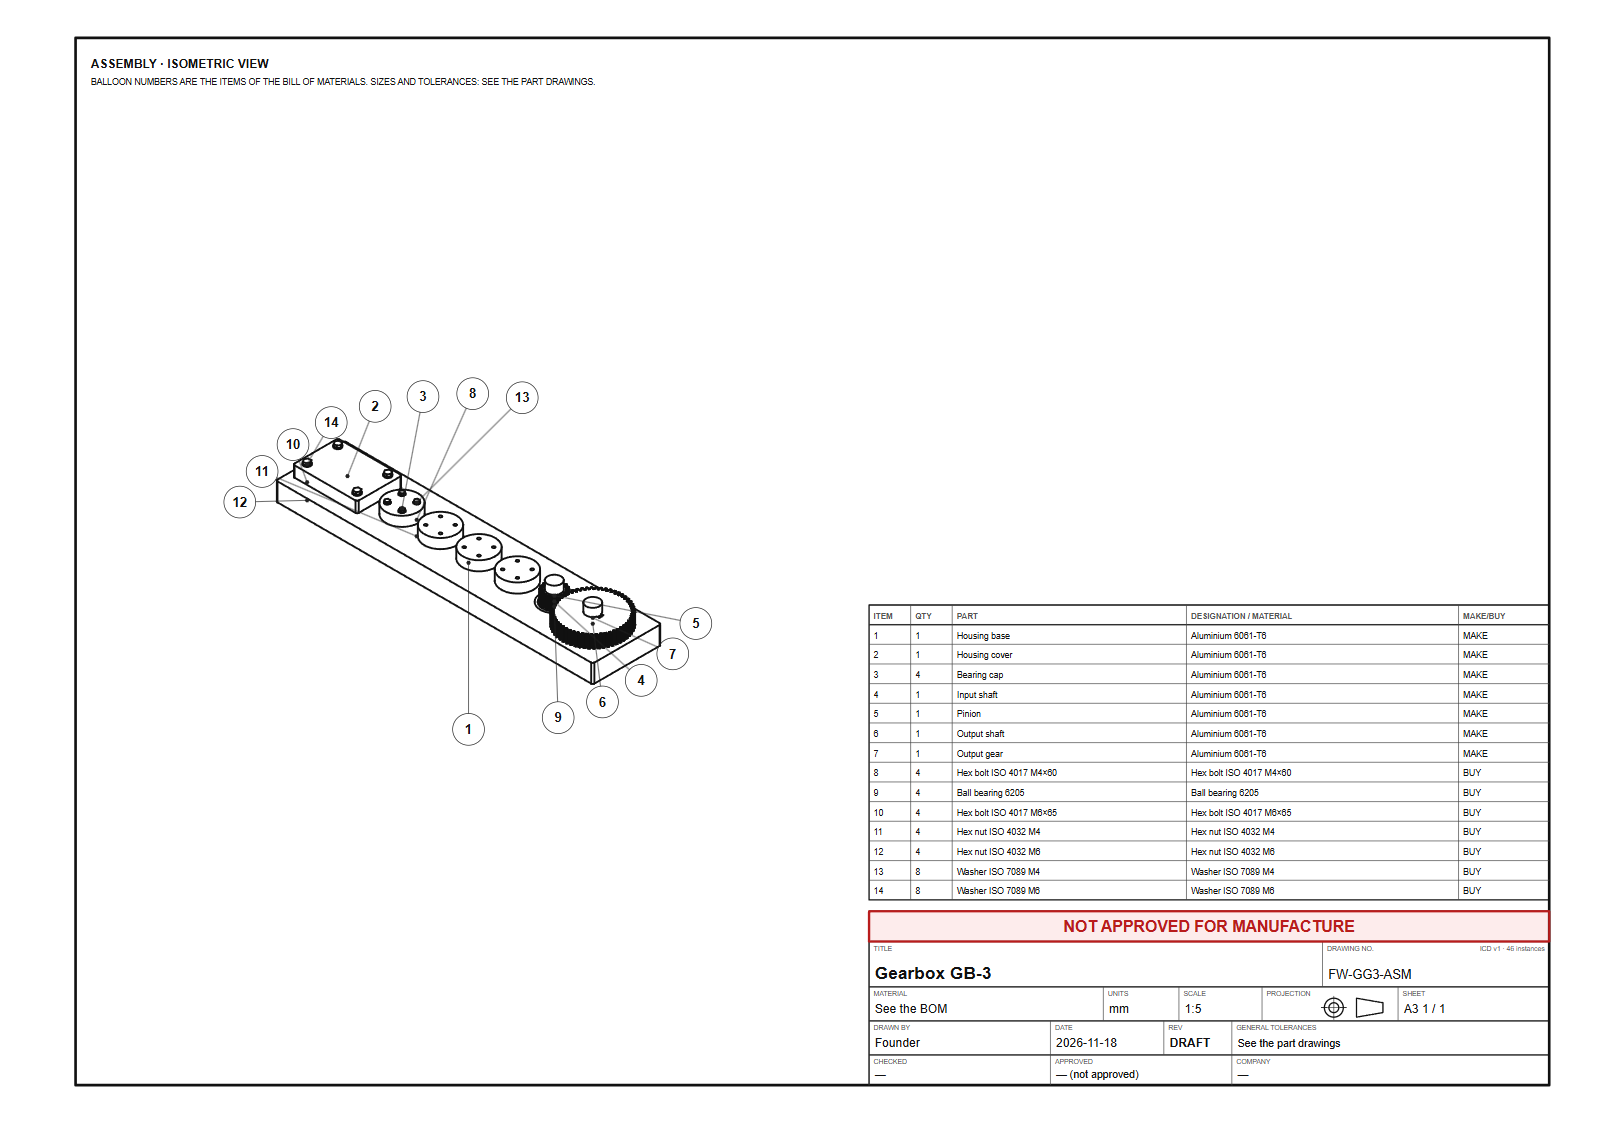 ASSEMBLY · ISOMETRIC VIEW
BALLOON NUMBERS ARE THE ITEMS OF THE BILL OF MATERIALS. SIZES AND TOLERANCES: SEE THE PART DRAWINGS.
3
8
13
2
14
10
11
12
5
7
4
6
9
1
ITEM QTY PART DESIGNATION / MATERIAL MAKE/BUY
1 1 Housing base Aluminium 6061-T6 MAKE
2 1 Housing cover Aluminium 6061-T6 MAKE
3 4 Bearing cap Aluminium 6061-T6 MAKE
4 1 Input shaft Aluminium 6061-T6 MAKE
5 1 Pinion Aluminium 6061-T6 MAKE
6 1 Output shaft Aluminium 6061-T6 MAKE
7 1 Output gear Aluminium 6061-T6 MAKE
8 4 Hex bolt ISO 4017 M4×60 Hex bolt ISO 4017 M4×60 BUY
9 4 Ball bearing 6205 Ball bearing 6205 BUY
10 4 Hex bolt ISO 4017 M6×65 Hex bolt ISO 4017 M6×65 BUY
11 4 Hex nut ISO 4032 M4 Hex nut ISO 4032 M4 BUY
12 4 Hex nut ISO 4032 M6 Hex nut ISO 4032 M6 BUY
13 8 Washer ISO 7089 M4 Washer ISO 7089 M4 BUY
14 8 Washer ISO 7089 M6 Washer ISO 7089 M6 BUY
NOT APPROVED FOR MANUFACTURE
TITLE DRAWING NO. ICD v1 · 46 instances
Gearbox GB-3 FW-GG3-ASM
MATERIAL UNITS SCALE PROJECTION SHEET
See the BOM mm 1:5 A3 1 / 1
DRAWN BY DATE REV GENERAL TOLERANCES
Founder 2026-11-18 DRAFT See the part drawings
CHECKED APPROVED COMPANY
— — (not approved) —